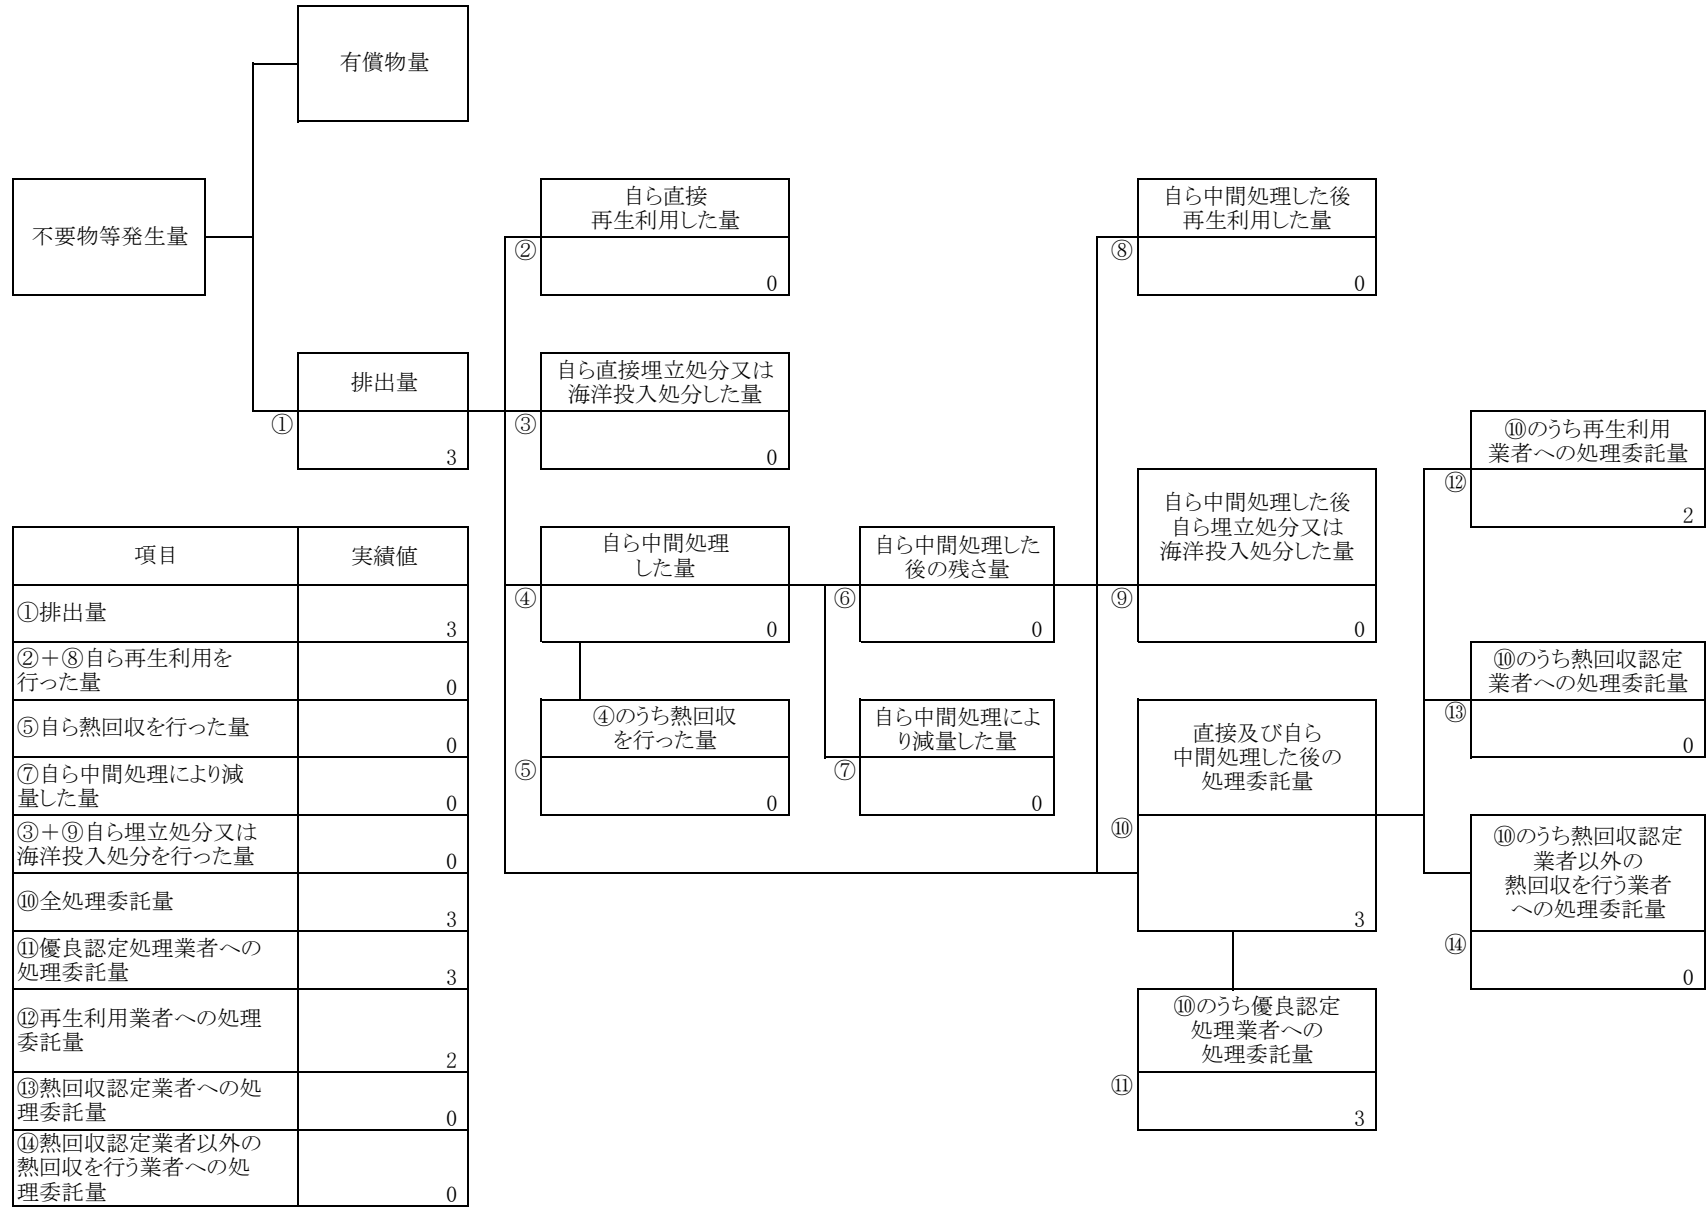 有償物量
不要物等発生量
自ら直接
再生利用した量
②
0
自ら中間処理した後
再生利用した量
⑧
0
排出量
①
3
自ら直接埋立処分又は
海洋投入処分した量
③
0
⑩のうち再生利用
業者への処理委託量
⑫
2
自ら中間処理
した量
④
0
自ら中間処理した
後の残さ量
⑥
0
自ら中間処理した後
自ら埋立処分又は
海洋投入処分した量
⑨
0
⑩のうち熱回収認定
業者への処理委託量
⑬
0
④のうち熱回収
を行った量
⑤
0
自ら中間処理によ
り減量した量
⑦
0
直接及び自ら
中間処理した後の
処理委託量
⑩
3
⑩のうち熱回収認定
業者以外の
熱回収を行う業者
への処理委託量
⑭
0
⑩のうち優良認定
処理業者への
処理委託量
⑪
3
項目
実績値
①排出量
3
②＋⑧自ら再生利用を
行った量
0
⑤自ら熱回収を行った量
0
⑦自ら中間処理により減
量した量
0
③＋⑨自ら埋立処分又は
海洋投入処分を行った量
0
⑩全処理委託量
3
⑪優良認定処理業者への
処理委託量
3
⑫再生利用業者への処理
委託量
2
⑬熱回収認定業者への処
理委託量
0
⑭熱回収認定業者以外の
熱回収を行う業者への処
理委託量
0